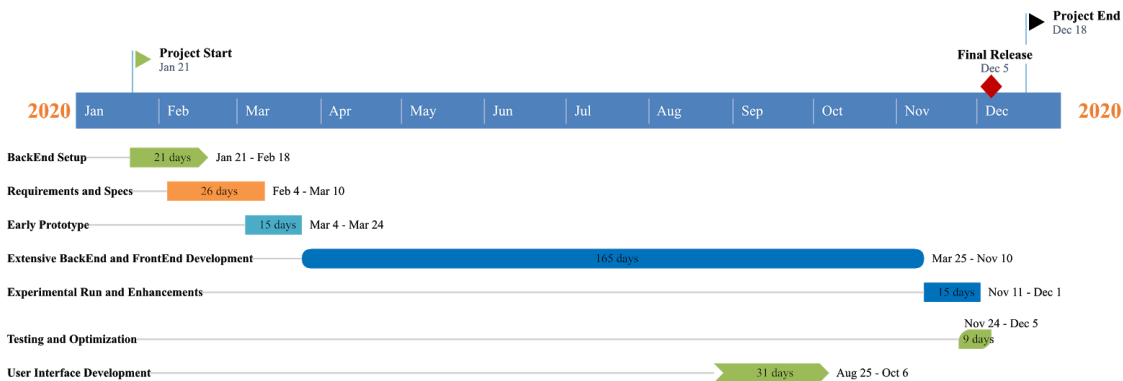 Project End
Dec 18
Project Start
Jan 21
Final Release
Dec 5
2020 Jan Feb Mar Apr May Jun Jul Aug Sep Oct Nov Dec 2020
BackEnd Setup 21 days Jan 21 - Feb 18
Requirements and Specs 26 days Feb 4 - Mar 10
Early Prototype 15 days Mar 4 - Mar 24
Extensive BackEnd and FrontEnd Development 165 days Mar 25 - Nov 10
Experimental Run and Enhancements 15 days Nov 11 - Dec 1
Nov 24 - Dec 5
Testing and Optimization 9 days
User Interface Development 31 days Aug 25 - Oct 6